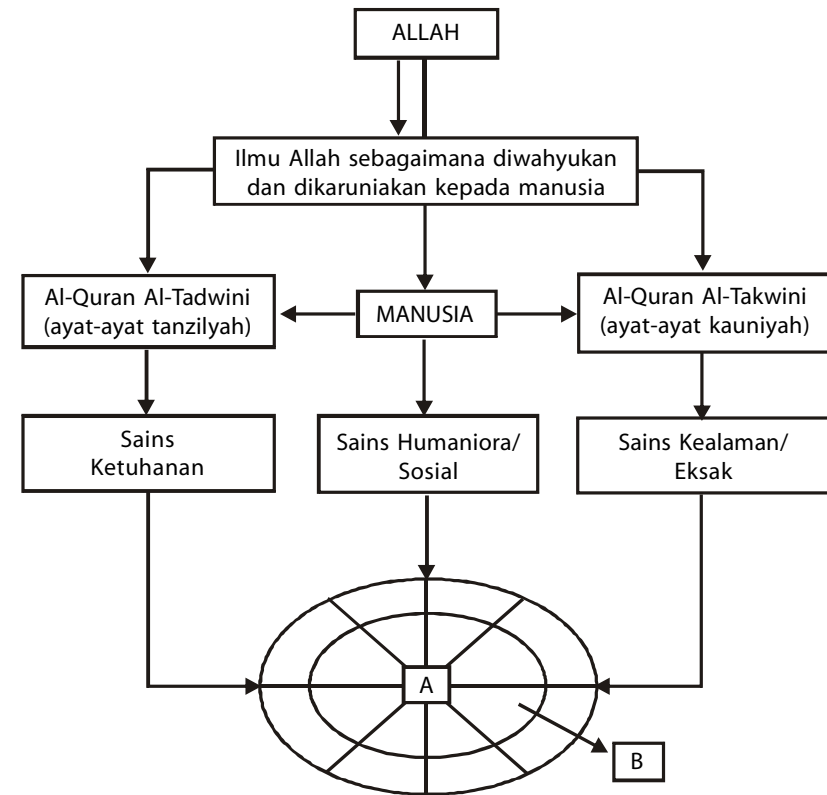 ALLAH
Ilmu Allah sebagaimana diwahyukan
dan dikaruniakan kepada manusia
Al-Quran Al-Tadwini
(ayat-ayat tanzilyah)
MANUSIA
Al-Quran Al-Takwini
(ayat-ayat kauniyah)
Sains
Ketuhanan
Sains Humaniora/
Sosial
Sains Kealaman/
Eksak
A
B